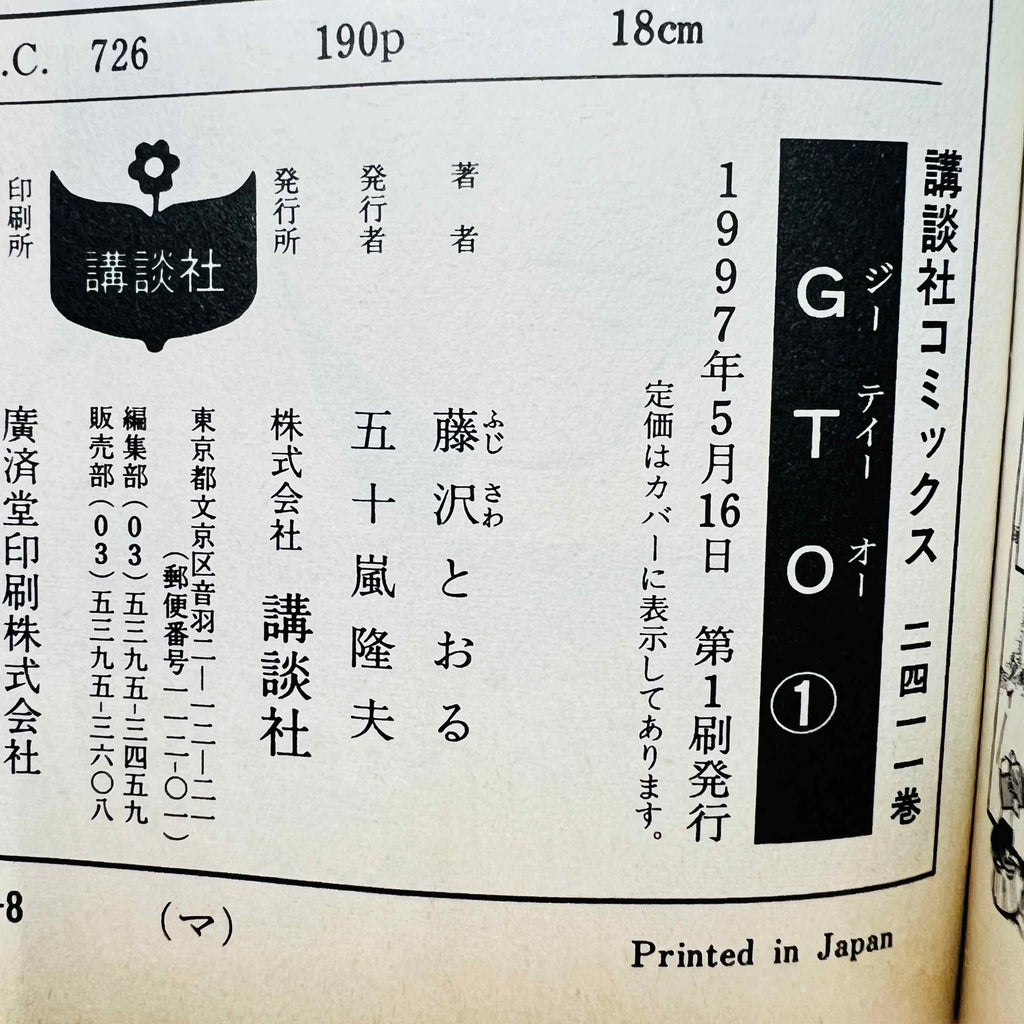 .C. 726 190p 18cm
講談社コミックス 二四一一巻
ジー ティー オー
GTO①
1997年5月16日 第1刷発行
定価はカバーに表示してあります。
著者 藤沢とおる
ふじ さわ
発行者 五十嵐隆夫
発行所 株式会社 講談社
東京都文京区音羽二―一二―二一
(郵便番号一一二-〇一)
編集部(03)五三九五-三四五九
販売部(03)五三九五-三六〇八
講談社
印刷所 廣済堂印刷株式会社
-8
(マ)
Printed in Japan